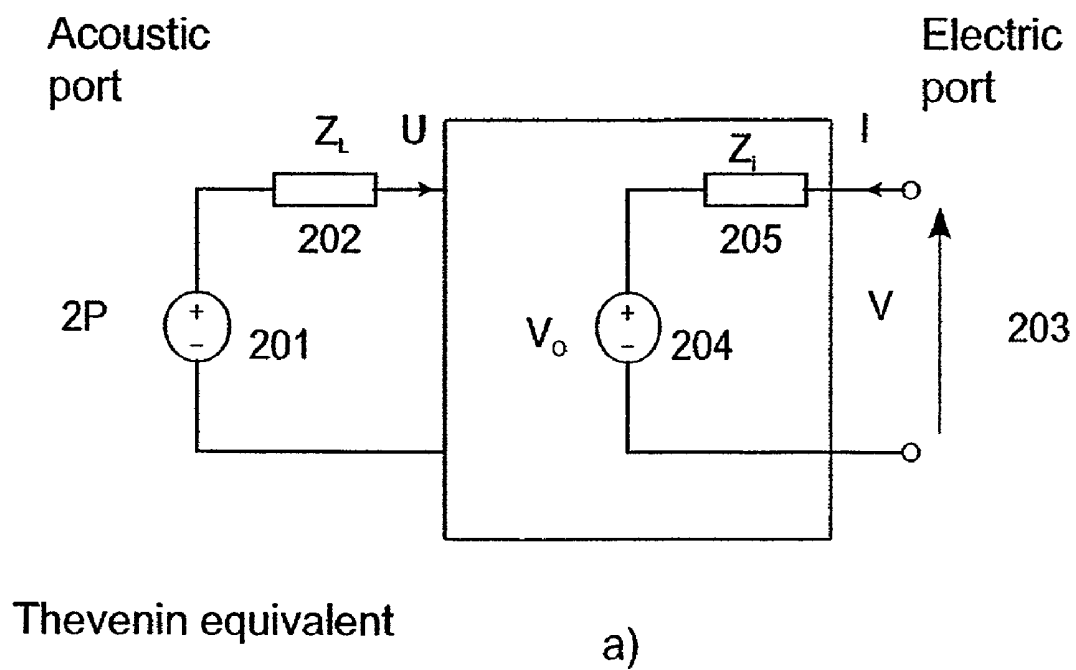 Acoustic
port
Electric
port
Z_L
U
I
Z_i
202
205
2P
+
-
201
V_o
+
-
204
V
203
Thevenin equivalent
a)